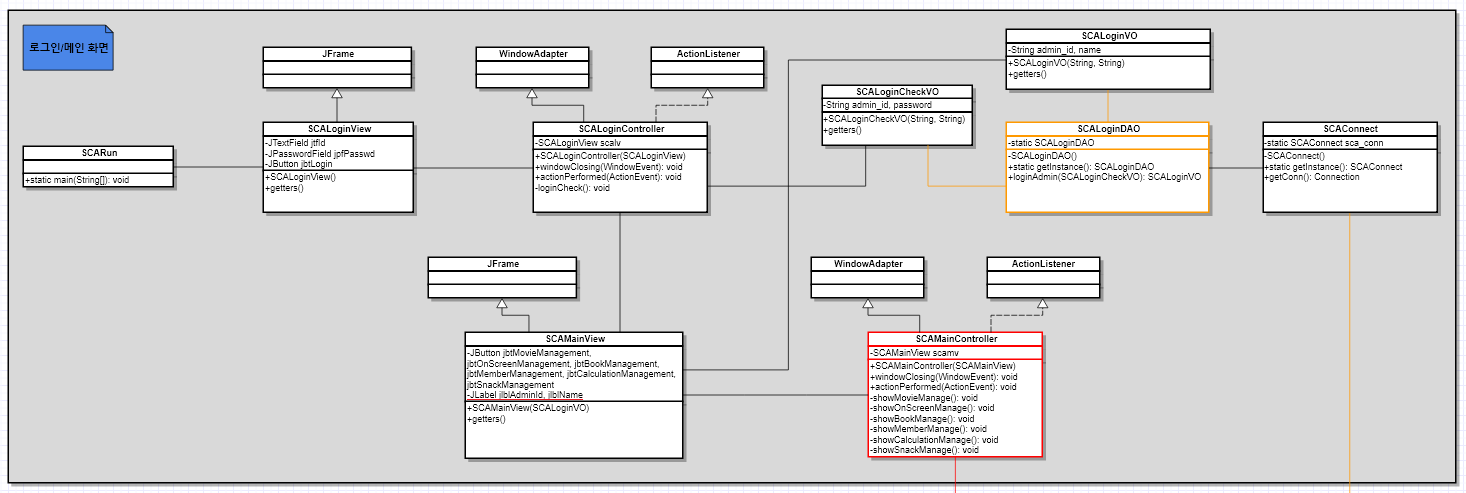 로그인/메인 화면
JFrame
WindowAdapter
ActionListener
SCALoginVO
-String admin_id, name
+SCALoginVO(String, String)
+getters()
SCALoginCheckVO
-String admin_id, password
+SCALoginCheckVO(String, String)
+getters()
SCARun
+static main(String[]): void
SCALoginView
-JTextField jtfId
-JPasswordField jpfPasswd
-JButton jbtLogin
+SCALoginView()
+getters()
SCALoginController
-SCALoginView scalv
+SCALoginController(SCALoginView)
+windowClosing(WindowEvent): void
+actionPerformed(ActionEvent): void
-loginCheck(): void
SCALoginDAO
-static SCALoginDAO
-SCALoginDAO()
+static getInstance(): SCALoginDAO
+loginAdmin(SCALoginCheckVO): SCALoginVO
SCAConnect
-static SCAConnect sca_conn
-SCAConnect()
+static getInstance(): SCAConnect
+getConn(): Connection
JFrame
WindowAdapter
ActionListener
SCAMainView
-JButton jbtMovieManagement,
jbtOnScreenManagement, jbtBookManagement,
jbtMemberManagement, jbtCalculationManagement,
jbtSnackManagement
-JLabel jlblAdminId, jlblName
+SCAMainView(SCALoginVO)
+getters()
SCAMainController
-SCAMainView scamv
+SCAMainController(SCAMainView)
+windowClosing(WindowEvent): void
+actionPerformed(ActionEvent): void
-showMovieManage(): void
-showOnScreenManage(): void
-showBookManage(): void
-showMemberManage(): void
-showCalculationManage(): void
-showSnackManage(): void